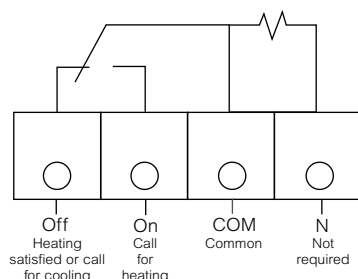 Off On COM N
Heating Call Common Not
satisfied or call for required
for cooling heating